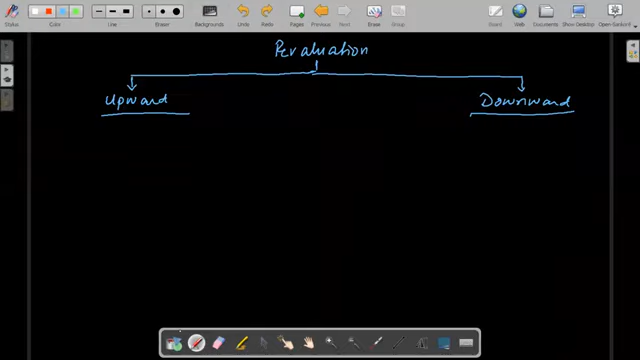 Stylus Color Line Eraser Backgrounds Undo Redo Pages Previous Next Erase Board Web Documents Show Desktop Open-Sankoré
Revaluation
Upward Downward